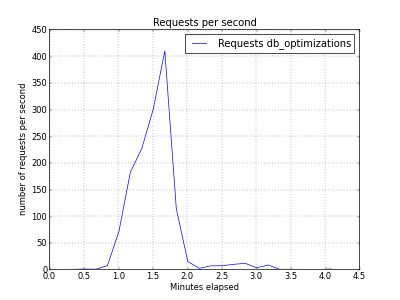 Requests per second
Requests db_optimizations
450
400
350
300
250
200
150
100
50
0
number of requests per second
0.0 0.5 1.0 1.5 2.0 2.5 3.0 3.5 4.0 4.5
Minutes elapsed